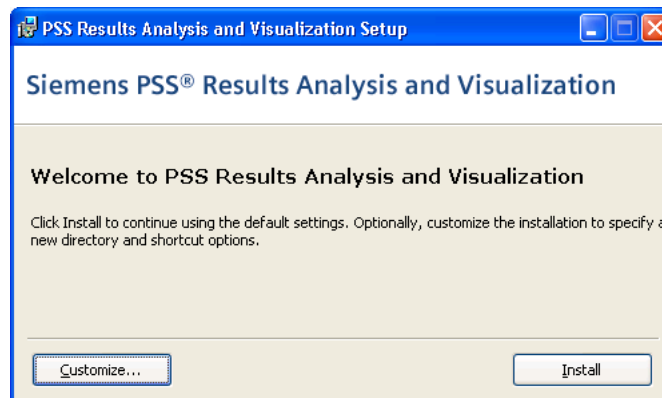 PSS Results Analysis and Visualization Setup
Siemens PSS® Results Analysis and Visualization
Welcome to PSS Results Analysis and Visualization
Click Install to continue using the default settings. Optionally, customize the installation to specify a
new directory and shortcut options.
Customize...
Install